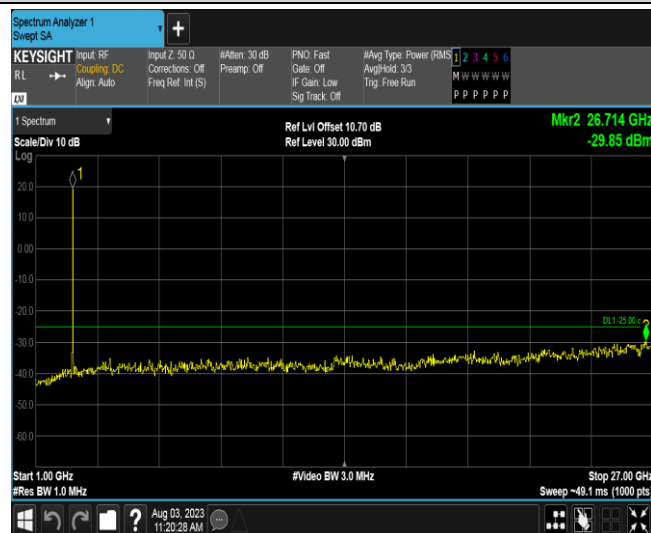 Spectrum Analyzer 1
Swept SA
+
KEYSIGHT
RL
LXI
Input: RF
Coupling: DC
Align: Auto
Input Z: 50 Ω
Corrections: Off
Freq Ref: Int (S)
#Atten: 30 dB
Preamp: Off
PNO: Fast
Gate: Off
IF Gain: Low
Sig Track: Off
#Avg Type: Power (RMS
Avg|Hold: 3/3
Trig: Free Run
1 2 3 4 5 6
M W W W W W
P P P P P P
1 Spectrum
Scale/Div 10 dB
Log
Ref Lvl Offset 10.70 dB
Ref Level 30.00 dBm
Mkr2 26.714 GHz
-29.85 dBm
1
20.0
10.0
0.00
-10.0
-20.0
DL1 -25.00
2
-30.0
-40.0
-50.0
-60.0
Start 1.00 GHz
#Video BW 3.0 MHz
Stop 27.00 GHz
#Res BW 1.0 MHz
Sweep ~49.1 ms (1000 pts)
?
Aug 03, 2023
11:20:28 AM